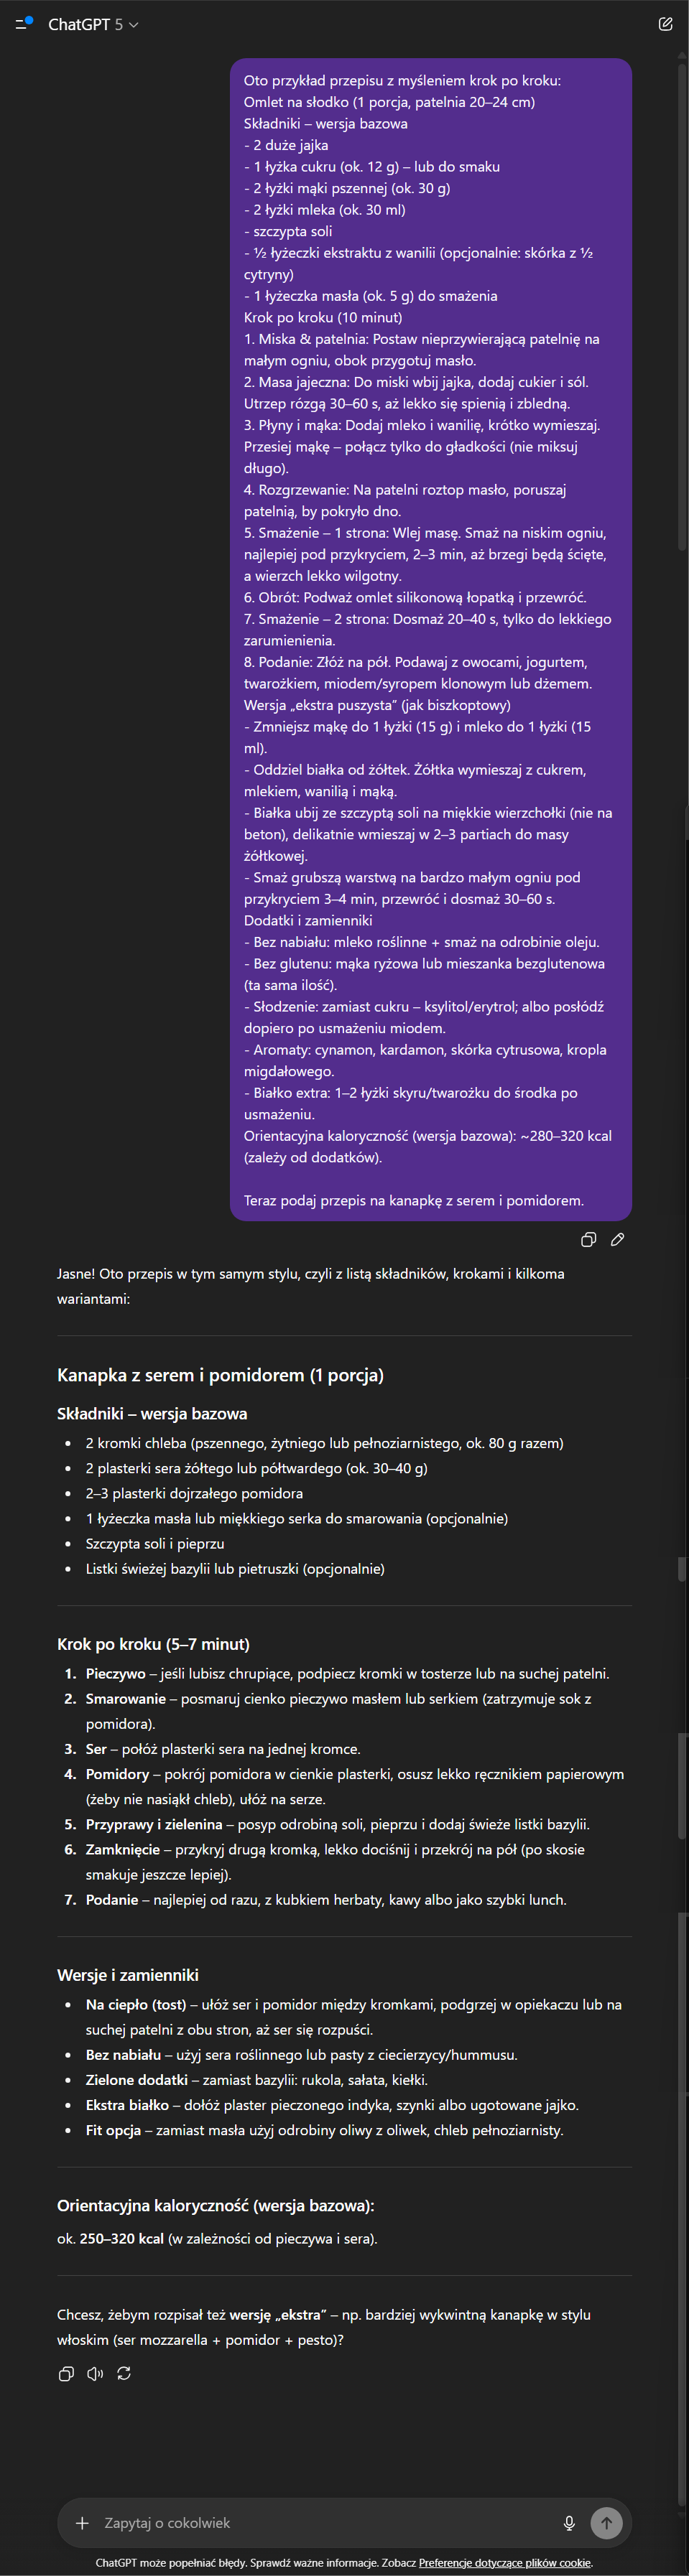 ChatGPT 5
Oto przykład przepisu z myśleniem krok po kroku:
Omlet na słodko (1 porcja, patelnia 20–24 cm)
Składniki – wersja bazowa
- 2 duże jajka
- 1 łyżka cukru (ok. 12 g) – lub do smaku
- 2 łyżki mąki pszennej (ok. 30 g)
- 2 łyżki mleka (ok. 30 ml)
- szczypta soli
- ½ łyżeczki ekstraktu z wanilii (opcjonalnie: skórka z ½
cytryny)
- 1 łyżeczka masła (ok. 5 g) do smażenia
Krok po kroku (10 minut)
1. Miska & patelnia: Postaw nieprzywierającą patelnię na
małym ogniu, obok przygotuj masło.
2. Masa jajeczna: Do miski wbij jajka, dodaj cukier i sól.
Utrzep rózgą 30–60 s, aż lekko się spienią i zbledną.
3. Płyny i mąka: Dodaj mleko i wanilię, krótko wymieszaj.
Przesiej mąkę – połącz tylko do gładkości (nie miksuj
długo).
4. Rozgrzewanie: Na patelni roztop masło, poruszaj
patelnią, by pokryło dno.
5. Smażenie – 1 strona: Wlej masę. Smaż na niskim ogniu,
najlepiej pod przykryciem, 2–3 min, aż brzegi będą ścięte,
a wierzch lekko wilgotny.
6. Obrót: Podważ omlet silikonową łopatką i przewróć.
7. Smażenie – 2 strona: Dosmaż 20–40 s, tylko do lekkiego
zarumienienia.
8. Podanie: Złóż na pół. Podawaj z owocami, jogurtem,
twarożkiem, miodem/syropem klonowym lub dżemem.
Wersja „ekstra puszysta” (jak biszkoptowy)
- Zmniejsz mąkę do 1 łyżki (15 g) i mleko do 1 łyżki (15
ml).
- Oddziel białka od żółtek. Żółtka wymieszaj z cukrem,
mlekiem, wanilią i mąką.
- Białka ubij ze szczyptą soli na miękkie wierzchołki (nie na
beton), delikatnie wmieszaj w 2–3 partiach do masy
żółtkowej.
- Smaż grubszą warstwą na bardzo małym ogniu pod
przykryciem 3–4 min, przewróć i dosmaż 30–60 s.
Dodatki i zamienniki
- Bez nabiału: mleko roślinne + smaż na odrobinie oleju.
- Bez glutenu: mąka ryżowa lub mieszanka bezglutenowa
(ta sama ilość).
- Słodzenie: zamiast cukru – ksylitol/erytrol; albo posłódź
dopiero po usmażeniu miodem.
- Aromaty: cynamon, kardamon, skórka cytrusowa, kropla
migdałowego.
- Białko extra: 1–2 łyżki skyru/twarożku do środka po
usmażeniu.
Orientacyjna kaloryczność (wersja bazowa): ~280–320 kcal
(zależy od dodatków).
Teraz podaj przepis na kanapkę z serem i pomidorem.
Jasne! Oto przepis w tym samym stylu, czyli z listą składników, krokami i kilkoma
wariantami:
Kanapka z serem i pomidorem (1 porcja)
Składniki – wersja bazowa
• 2 kromki chleba (pszennego, żytniego lub pełnoziarnistego, ok. 80 g razem)
• 2 plasterki sera żółtego lub półtwardego (ok. 30–40 g)
• 2–3 plasterki dojrzałego pomidora
• 1 łyżeczka masła lub miękkiego serka do smarowania (opcjonalnie)
• Szczypta soli i pieprzu
• Listki świeżej bazylii lub pietruszki (opcjonalnie)
Krok po kroku (5–7 minut)
1. Pieczywo – jeśli lubisz chrupiące, podpiecz kromki w tosterze lub na suchej patelni.
2. Smarowanie – posmaruj cienko pieczywo masłem lub serkiem (zatrzymuje sok z
pomidora).
3. Ser – połóż plasterki sera na jednej kromce.
4. Pomidory – pokrój pomidora w cienkie plasterki, osusz lekko ręcznikiem papierowym
(żeby nie nasiąkł chleb), ułóż na serze.
5. Przyprawy i zielenina – posyp odrobiną soli, pieprzu i dodaj świeże listki bazylii.
6. Zamknięcie – przykryj drugą kromką, lekko dociśnij i przekrój na pół (po skosie
smakuje jeszcze lepiej).
7. Podanie – najlepiej od razu, z kubkiem herbaty, kawy albo jako szybki lunch.
Wersje i zamienniki
• Na ciepło (tost) – ułóż ser i pomidor między kromkami, podgrzej w opiekaczu lub na
suchej patelni z obu stron, aż ser się rozpuści.
• Bez nabiału – użyj sera roślinnego lub pasty z ciecierzycy/hummusu.
• Zielone dodatki – zamiast bazylii: rukola, sałata, kiełki.
• Ekstra białko – dołóż plaster pieczonego indyka, szynki albo ugotowane jajko.
• Fit opcja – zamiast masła użyj odrobiny oliwy z oliwek, chleb pełnoziarnisty.
Orientacyjna kaloryczność (wersja bazowa):
ok. 250–320 kcal (w zależności od pieczywa i sera).
Chcesz, żebym rozpisał też wersję „ekstra” – np. bardziej wykwintną kanapkę w stylu
włoskim (ser mozzarella + pomidor + pesto)?
Zapytaj o cokolwiek
ChatGPT może popełniać błędy. Sprawdź ważne informacje. Zobacz Preferencje dotyczące plików cookie.